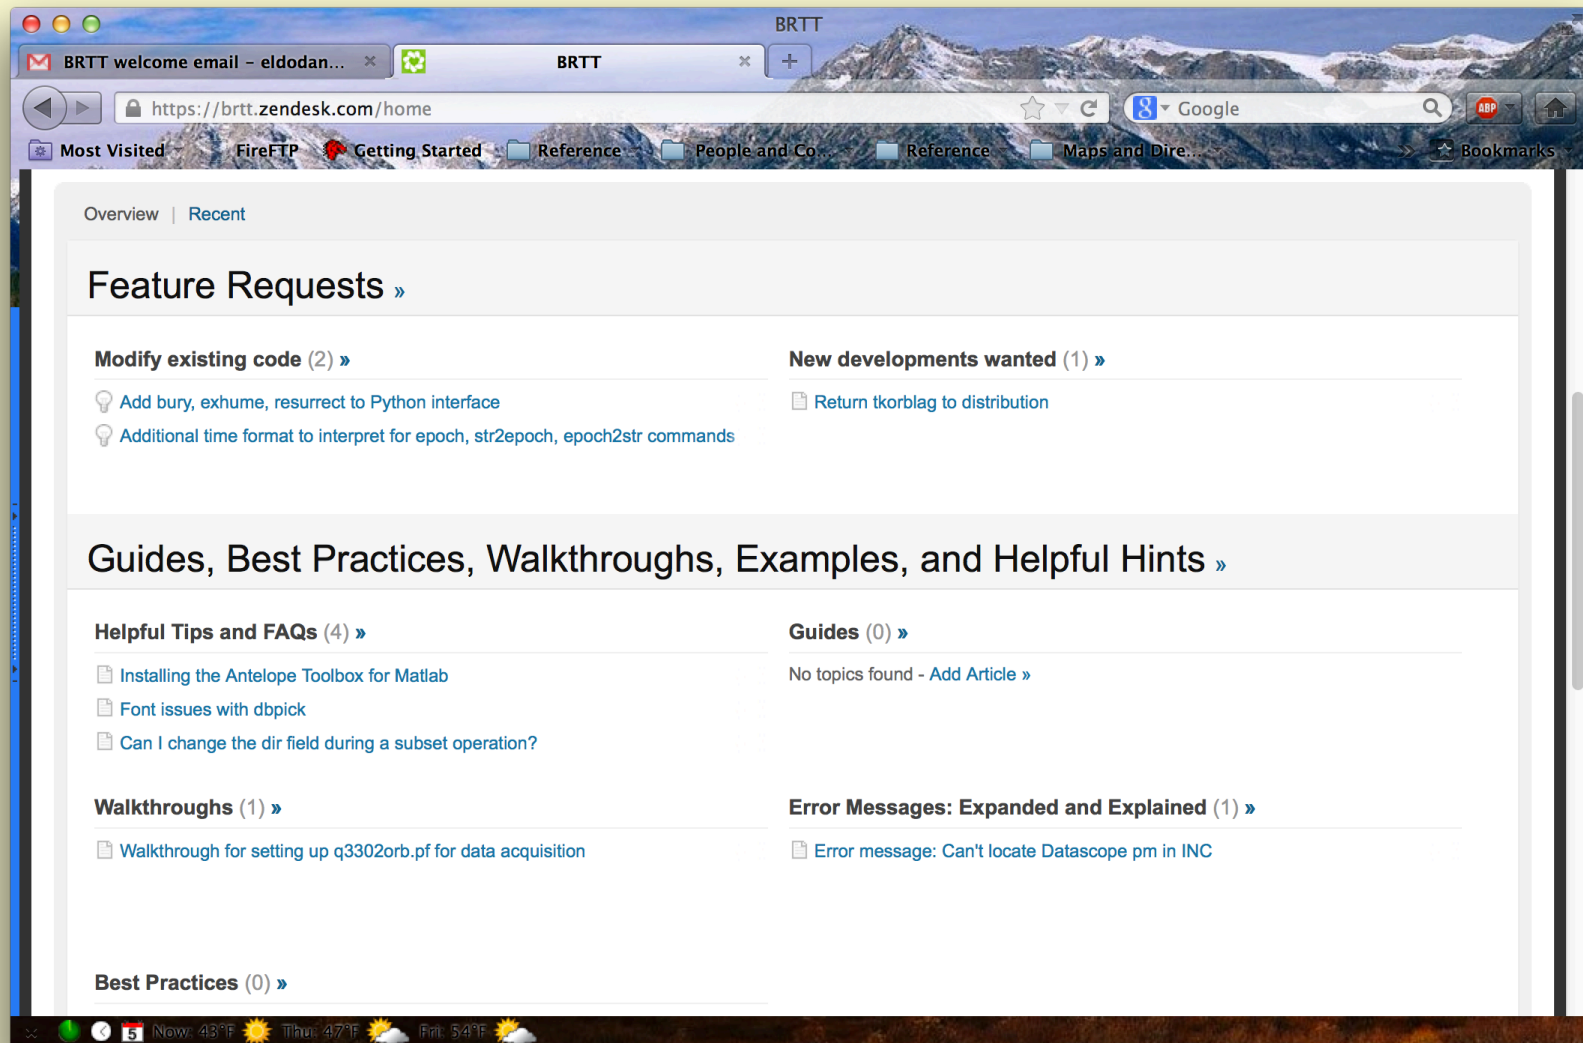 BRTT
BRTT welcome email – eldodan...
BRTT
https://brtt.zendesk.com/home
Google
ABP
Most Visited
FireFTP
Getting Started
Reference
People and Co...
Reference
Maps and Dire...
Bookmarks
Overview | Recent
Feature Requests »
Modify existing code (2) »
Add bury, exhume, resurrect to Python interface
Additional time format to interpret for epoch, str2epoch, epoch2str commands
New developments wanted (1) »
Return tkorblag to distribution
Guides, Best Practices, Walkthroughs, Examples, and Helpful Hints »
Helpful Tips and FAQs (4) »
Installing the Antelope Toolbox for Matlab
Font issues with dbpick
Can I change the dir field during a subset operation?
Guides (0) »
No topics found - Add Article »
Walkthroughs (1) »
Walkthrough for setting up q3302orb.pf for data acquisition
Error Messages: Expanded and Explained (1) »
Error message: Can't locate Datascope pm in INC
Best Practices (0) »
5 Now: 43°F Thu: 47°F Fri: 54°F